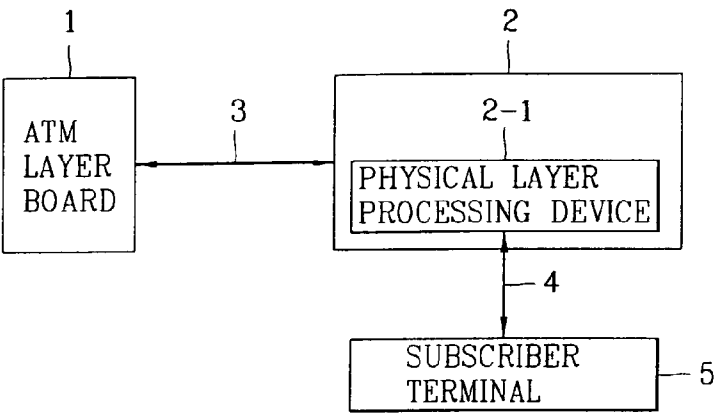 1
2
ATM
LAYER
BOARD
3
2-1
PHYSICAL LAYER
PROCESSING DEVICE
4
SUBSCRIBER
TERMINAL
5